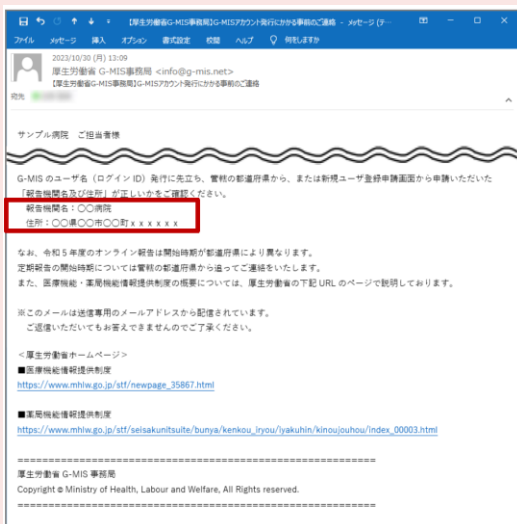 【厚生労働省G-MIS事務局】G-MISアカウント発行にかかる事前のご連絡 - メッセージ (テ…
ファイル メッセージ 挿入 オプション 書式設定 校閲 ヘルプ 何をしますか
2023/10/30 (月) 13:09
厚生労働省 G-MIS事務局 <info@g-mis.net>
【厚生労働省G-MIS事務局】G-MISアカウント発行にかかる事前のご連絡
宛先
サンプル病院 ご担当者様
G-MIS のユーザ名（ログイン ID）発行に先立ち、管轄の都道府県から、または新規ユーザ登録申請画面から申請いただいた
「報告機関名及び住所」が正しいかをご確認ください。
報告機関名：〇〇病院
住所：〇〇県〇〇市〇〇町ｘｘｘｘｘｘ
なお、令和５年度のオンライン報告は開始時期が都道府県により異なります。
定期報告の開始時期については管轄の都道府県から追ってご連絡をいたします。
また、医療機能・薬局機能情報提供制度の概要については、厚生労働省の下記 URL のページで説明しております。
※このメールは送信専用のメールアドレスから配信されています。
ご返信いただいてもお答えできませんのでご了承ください。
＜厚生労働省ホームページ＞
■医療機能情報提供制度
https://www.mhlw.go.jp/stf/newpage_35867.html
■薬局機能情報提供制度
https://www.mhlw.go.jp/stf/seisakunitsuite/bunya/kenkou_iryou/iyakuhin/kinoujouhou/index_00003.html
============================================================
厚生労働省 G-MIS 事務局
Copyright © Ministry of Health, Labour and Welfare, All Rights reserved.
============================================================